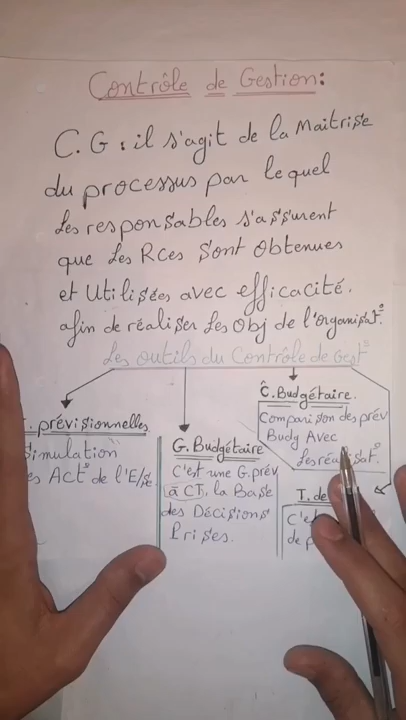 Contrôle de Gestion:
C.G : il s'agit de la Maitrise
du processus par le quel
Les responsables s'assurent
que Les Rces Sont Obtenues
et Utilisées avec efficacité.
afin de réaliser Les Obj de l'Organisat°.
Les Outils du Contrôle de Gest°
prévisionnelles
Simulation
Act° de l'E/se
G. Budgétaire
C'est une G. prév
à CT, la Base
des Décisions
Prises.
C. Budgétaire.
Comparaison des prév
Budg Avec
Les
T. de
C'e
de